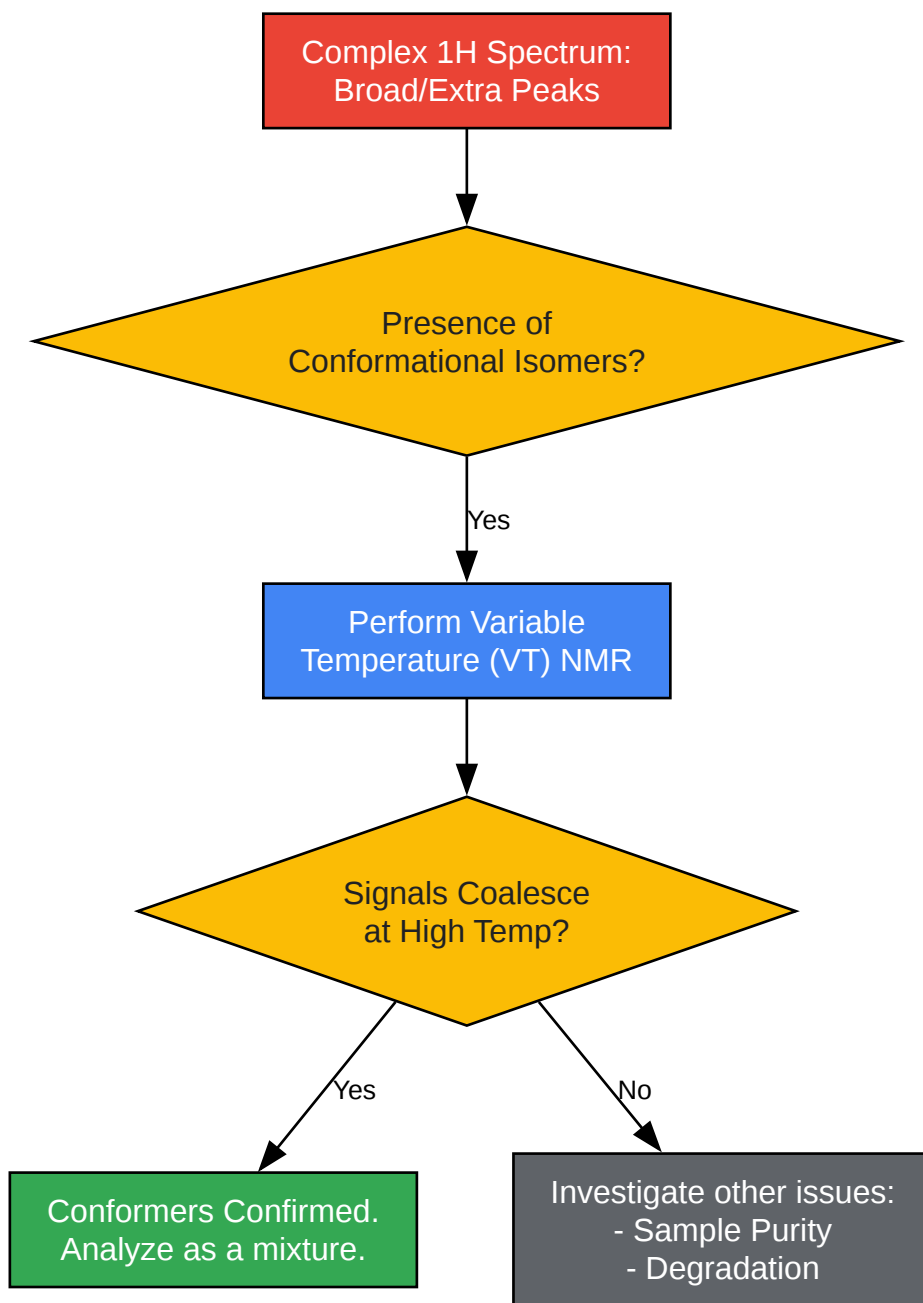 Complex 1H Spectrum:
Broad/Extra Peaks
Presence of
Conformational Isomers?
Yes
Perform Variable
Temperature (VT) NMR
Signals Coalesce
at High Temp?
Yes
No
Conformers Confirmed.
Analyze as a mixture.
Investigate other issues:
- Sample Purity
- Degradation